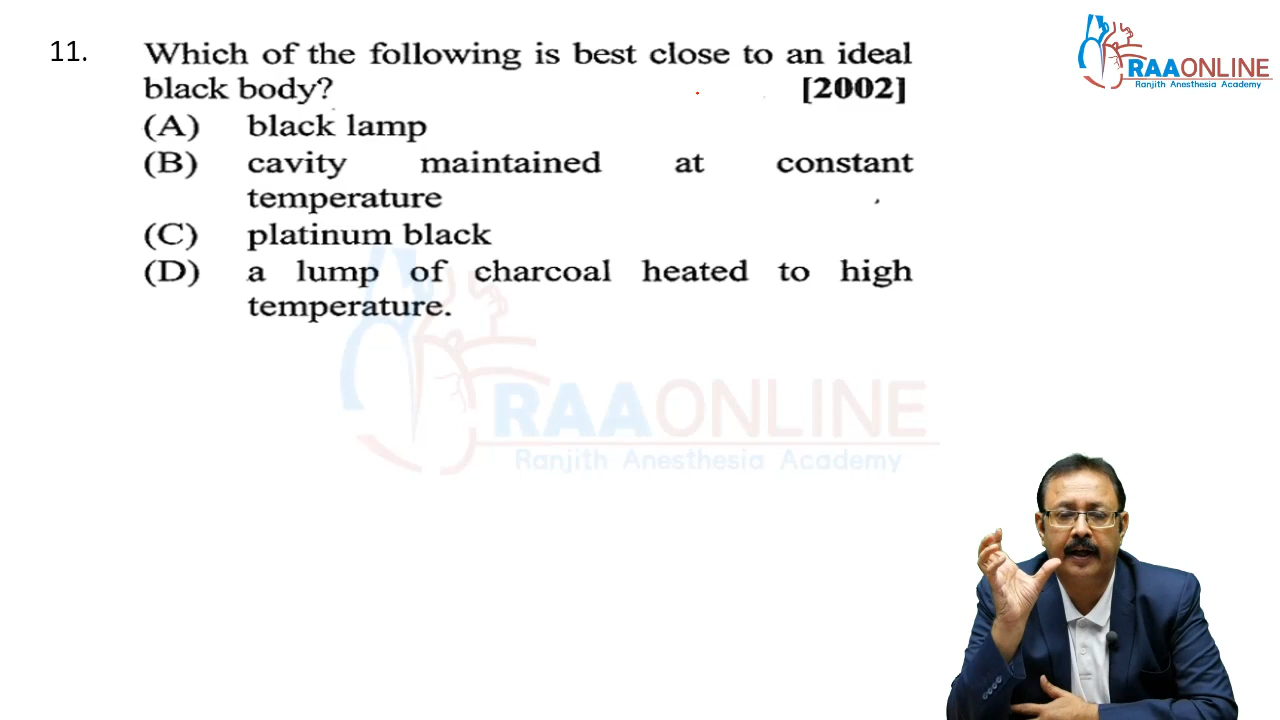 11.
Which of the following is best close to an ideal
black body? [2002]
(A) black lamp
(B) cavity maintained at constant
temperature
(C) platinum black
(D) a lump of charcoal heated to high
temperature.
RAAONLINE
Ranjith Anesthesia Academy
RAAONLINE
Ranjith Anesthesia Academy